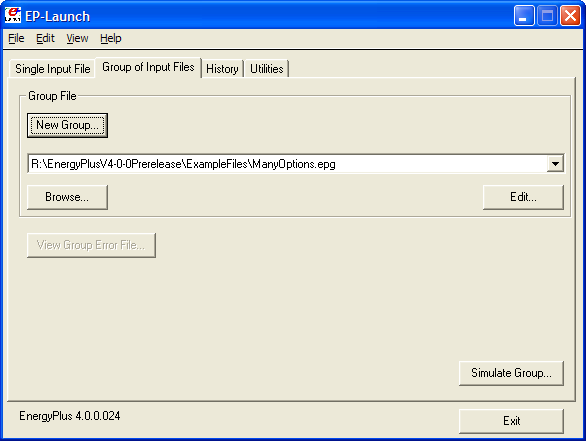 EP-Launch
File Edit View Help
Single Input File Group of Input Files History Utilities
Group File
New Group...
R:\EnergyPlusV4-0-0Prerelease\ExampleFiles\ManyOptions.epg
Browse... Edit...
View Group Error File...
Simulate Group...
EnergyPlus 4.0.0.024 Exit